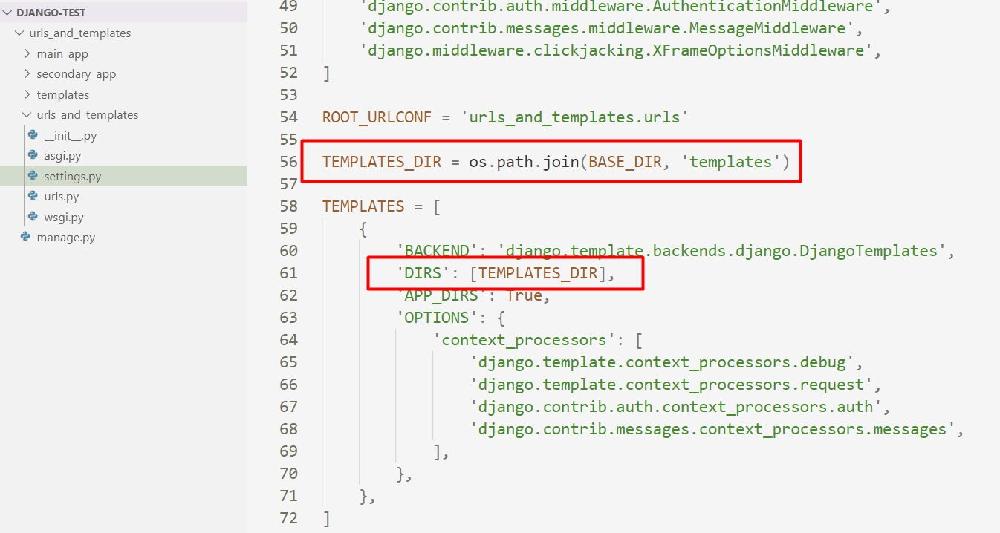 DJANGO-TEST
urls_and_templates
main_app
secondary_app
templates
urls_and_templates
__init__.py
asgi.py
settings.py
urls.py
wsgi.py
manage.py
49 'django.contrib.auth.middleware.AuthenticationMiddleware',
50 'django.contrib.messages.middleware.MessageMiddleware',
51 'django.middleware.clickjacking.XFrameOptionsMiddleware',
52 ]
53
54 ROOT_URLCONF = 'urls_and_templates.urls'
55
56 TEMPLATES_DIR = os.path.join(BASE_DIR, 'templates')
57
58 TEMPLATES = [
59 {
60 'BACKEND': 'django.template.backends.django.DjangoTemplates',
61 'DIRS': [TEMPLATES_DIR],
62 'APP_DIRS': True,
63 'OPTIONS': {
64 'context_processors': [
65 'django.template.context_processors.debug',
66 'django.template.context_processors.request',
67 'django.contrib.auth.context_processors.auth',
68 'django.contrib.messages.context_processors.messages',
69 ],
70 },
71 },
72 ]